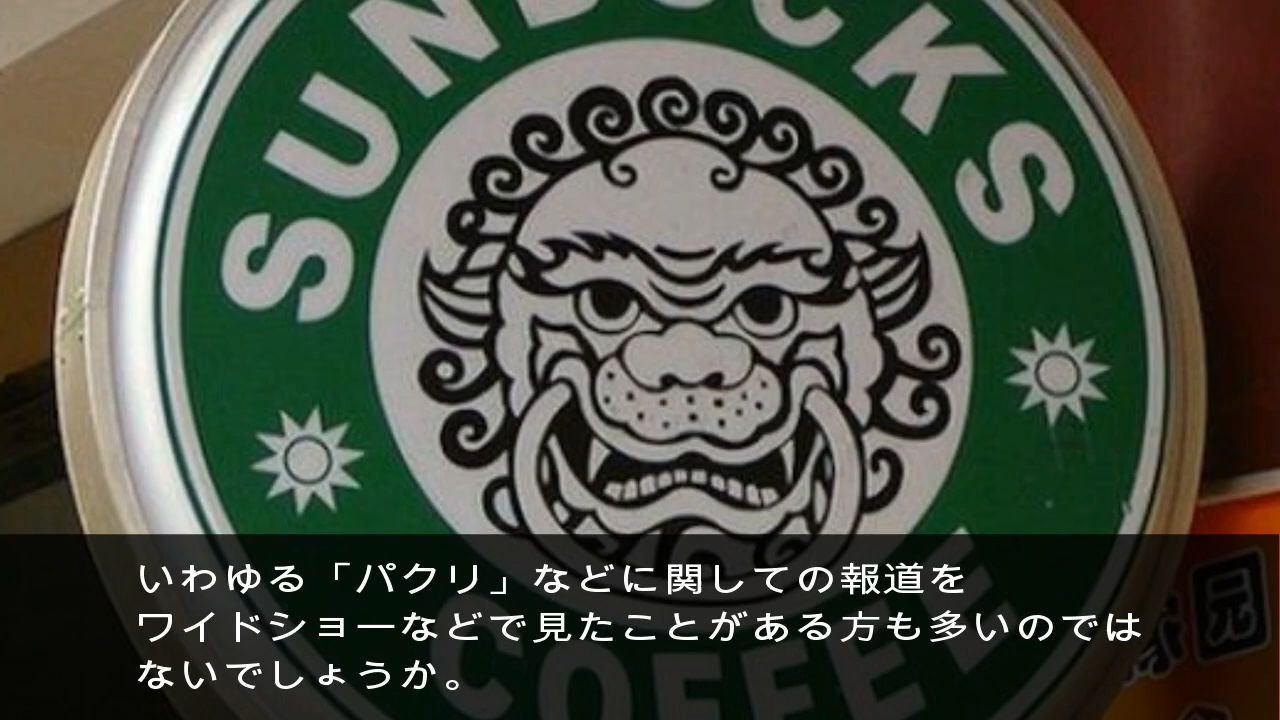 SUNBUCKS
COFFEE
元
いわゆる「パクリ」などに関しての報道を
ワイドショーなどで見たことがある方も多いのでは
ないでしょうか。